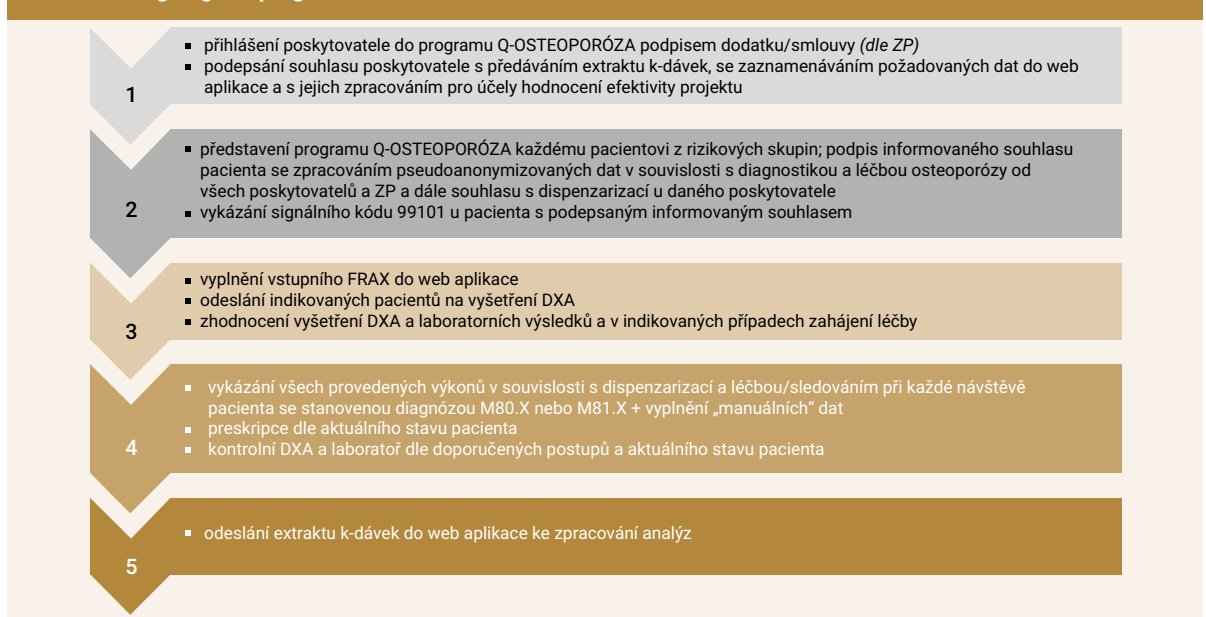 1
▪ přihlášení poskytovatele do programu Q-OSTEOPORÓZA podpisem dodatku/smlouvy (dle ZP)
▪ podepsání souhlasu poskytovatele s předáváním extraktu k-dávek, se zaznamenáváním požadovaných dat do web
aplikace a s jejich zpracováním pro účely hodnocení efektivity projektu
2
▪ představení programu Q-OSTEOPORÓZA každému pacientovi z rizikových skupin; podpis informovaného souhlasu
pacienta se zpracováním pseudoanonymizovaných dat v souvislosti s diagnostikou a léčbou osteoporózy od
všech poskytovatelů a ZP a dále souhlasu s dispenzarizací u daného poskytovatele
▪ vykázání signálního kódu 99101 u pacienta s podepsaným informovaným souhlasem
3
▪ vyplnění vstupního FRAX do web aplikace
▪ odeslání indikovaných pacientů na vyšetření DXA
▪ zhodnocení vyšetření DXA a laboratorních výsledků a v indikovaných případech zahájení léčby
4
▪ vykázání všech provedených výkonů v souvislosti s dispenzarizací a léčbou/sledováním při každé návštěvě
pacienta se stanovenou diagnózou M80.X nebo M81.X + vyplnění „manuálních“ dat
▪ preskripce dle aktuálního stavu pacienta
▪ kontrolní DXA a laboratoř dle doporučených postupů a aktuálního stavu pacienta
5
▪ odeslání extraktu k-dávek do web aplikace ke zpracování analýz